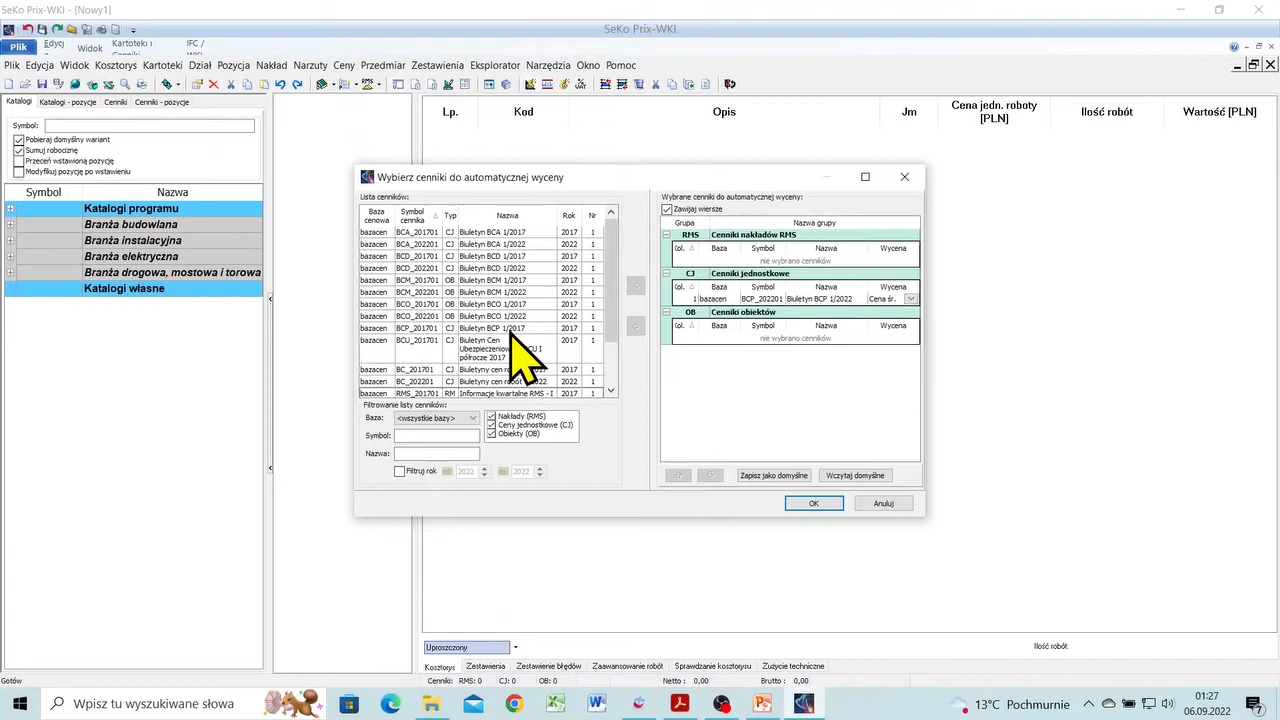 SeKo Prix-WKI - [Nowy1]
SeKo Prix-WKI
Plik Edycj Widok Kartoteki i IFC /
Plik Edycja Widok Kosztorys Kartoteki Dział Pozycja Nakład Narzuty Ceny Przedmiar Zestawienia Eksplorator Narzędzia Okno Pomoc
Katalogi Katalogi - pozycje Cenniki Cenniki - pozycje
Symbol:
Pobieraj domyślny wariant
Sumuj robociznę
Przeceń wstawioną pozycję
Modyfikuj pozycję po wstawieniu
Symbol Nazwa
Katalogi programu
Branża budowlana
Branża instalacyjna
Branża elektryczna
Branża drogowa, mostowa i torowa
Katalogi własne
Lp. Kod Opis Jm Cena jedn. roboty [PLN] Ilość robót Wartość [PLN]
Wybierz cenniki do automatycznej wyceny
Lista cenników:
Baza cenowa Symbol cennika Typ Nazwa Rok Nr
bazacen BCA_201701 CJ Biuletyn BCA 1/2017 2017 1
bazacen BCA_202201 CJ Biuletyn BCA 1/2022 2022 1
bazacen BCD_201701 CJ Biuletyn BCD 1/2017 2017 1
bazacen BCD_202201 CJ Biuletyn BCD 1/2022 2022 1
bazacen BCM_201701 OB Biuletyn BCM 1/2017 2017 1
bazacen BCM_202201 OB Biuletyn BCM 1/2022 2022 1
bazacen BCO_201701 OB Biuletyn BCO 1/2017 2017 1
bazacen BCO_202201 OB Biuletyn BCO 1/2022 2022 1
bazacen BCP_201701 CJ Biuletyn BCP 1/2017 2017 1
bazacen BCU_201701 CJ Biuletyn Cen 2017 1
półrocze 2017
bazacen BC_201701 CJ Biuletyny cen 2017 1
bazacen BC_202201 CJ Biuletyny cen robót 2022 1
bazacen RMS_201701 RM Informacje kwartalne RMS - I 2017 1
Filtrowanie listy cenników:
Baza: <wszystkie bazy>
Symbol:
Nazwa:
Nakłady (RMS)
Ceny jednostkowe (CJ)
Obiekty (OB)
Filtruj rok 2022 2022
Wybrane cenniki do automatycznej wyceny:
Zawijaj wiersze
Grupa Nazwa grupy
RMS Cenniki nakładów RMS
Kol. Baza Symbol Nazwa Wycena
nie wybrano cenników
CJ Cenniki jednostkowe
Kol. Baza Symbol Nazwa Wycena
1 bazacen BCP_202201 Biuletyn BCP 1/2022 Cena śr.
OB Cenniki obiektów
Kol. Baza Symbol Nazwa Wycena
nie wybrano cenników
Zapisz jako domyślne Wczytaj domyślne
OK Anuluj
Uproszczony Ilość robót
Kosztorys Zestawienia Zestawienie błędów Zaawansowanie robót Sprawdzanie kosztorysu Zużycie techniczne
Gotów Cenniki: RMS: 0 CJ: 0 OB: 0 Netto : 0,00 Brutto : 0,00
Wpisz tu wyszukiwane słowa
13°C Pochmurnie
01:27
06.09.2022
7